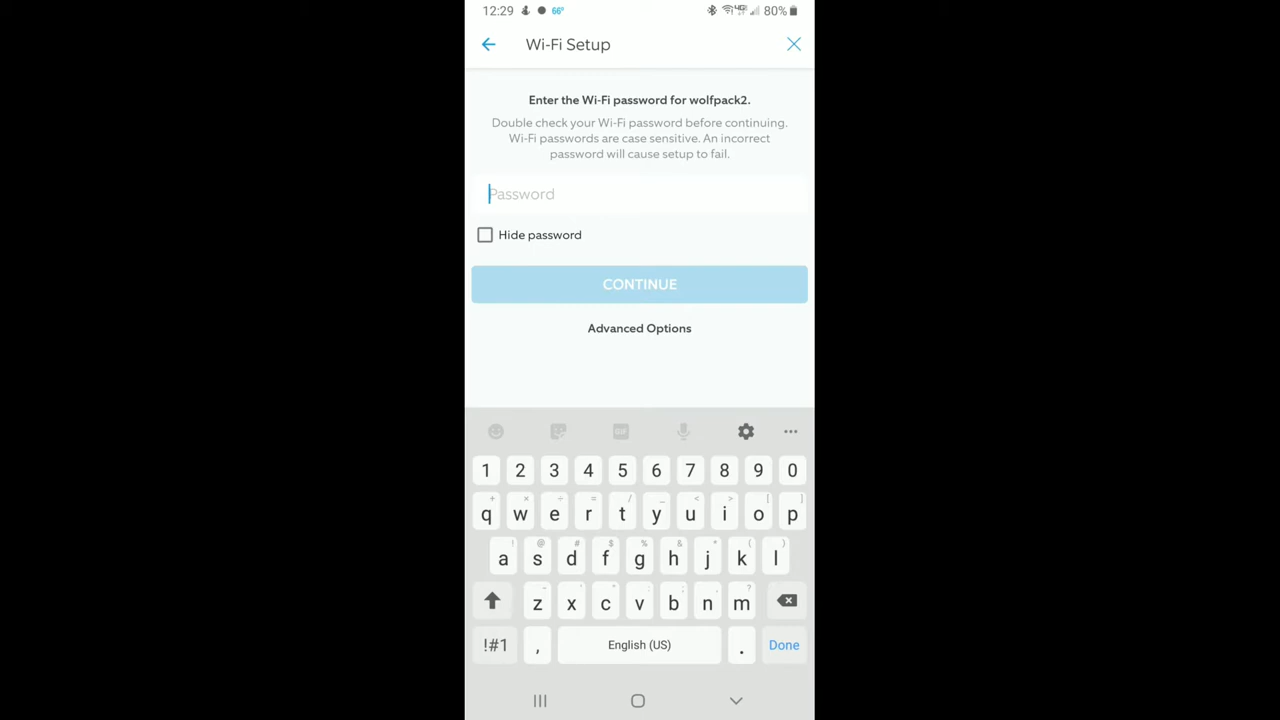 12:29 66° 4G 80%
Wi-Fi Setup
Enter the Wi-Fi password for wolfpack2.
Double check your Wi-Fi password before continuing.
Wi-Fi passwords are case sensitive. An incorrect
password will cause setup to fail.
Password
Hide password
CONTINUE
Advanced Options
GIF
1 2 3 4 5 6 7 8 9 0
+ × ÷ = / _ < > [ ]
q w e r t y u i o p
! @ # $ % & * ( )
a s d f g h j k l
- ' " : ; , ?
z x c v b n m
!#1 , English (US) . Done